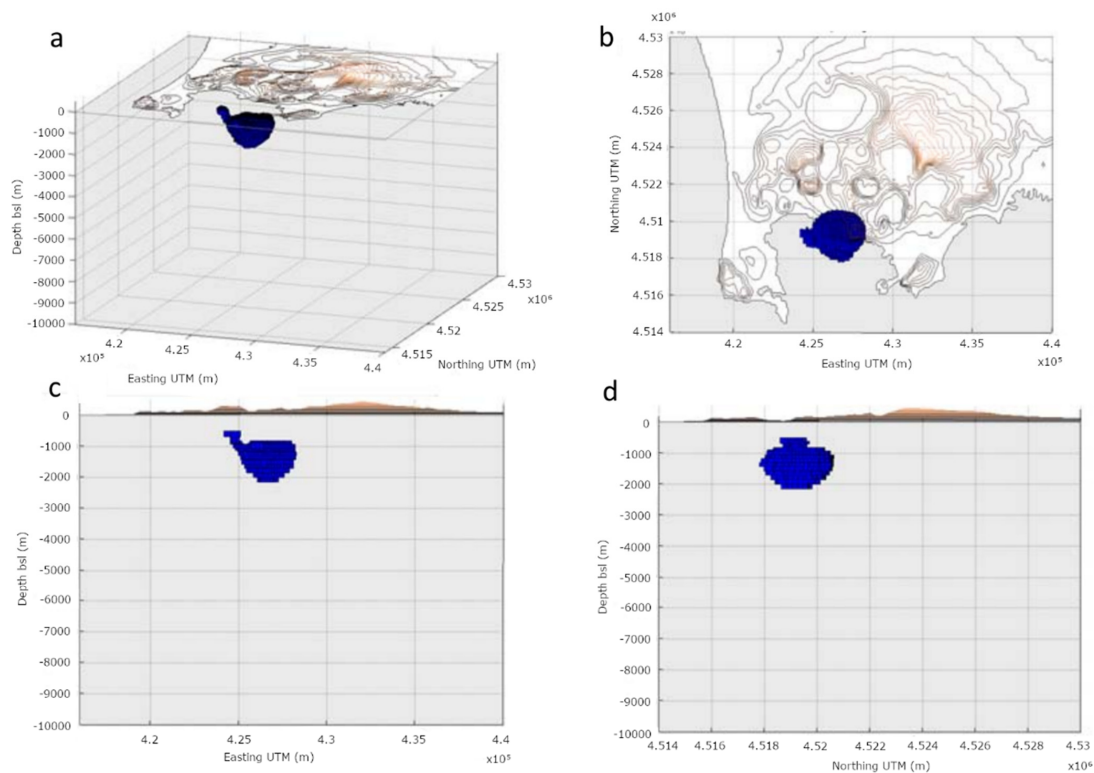 a
0
-1000
-2000
-3000
-4000
-5000
-6000
-7000
-8000
-9000
-10000
Depth bsl (m)
x10⁵
4.2
4.25
4.3
4.35
4.4
Easting UTM (m)
4.515
4.52
4.525
4.53
x10⁶
Northing UTM (m)
b
x10⁶
4.53
4.528
4.526
4.524
4.522
4.51
4.518
4.516
4.514
Northing UTM (m)
4.2 4.25 4.3 4.35 4.4
Easting UTM (m)
x10⁵
c
0
-1000
-2000
-3000
-4000
-5000
-6000
-7000
-8000
-9000
-10000
Depth bsl (m)
4.2 4.25 4.3 4.35 4.4
Easting UTM (m)
x10⁵
d
0
-1000
-2000
-3000
-4000
-5000
-6000
-7000
-8000
-9000
-10000
Depth bsl (m)
4.514 4.516 4.518 4.52 4.522 4.524 4.526 4.528 4.53
Northing UTM (m)
x10⁶